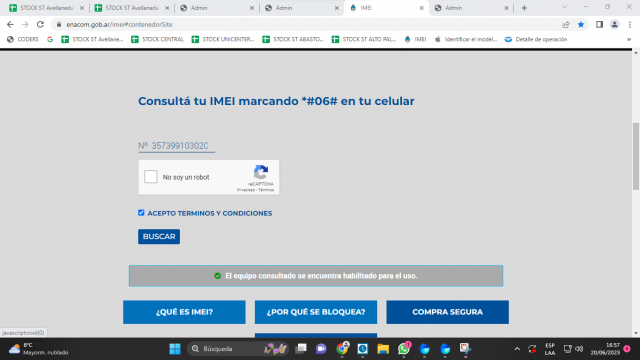 STOCK ST Avellaneda
STOCK ST Avellaneda
Admin
Admin
IMEI
Admin
enacom.gob.ar/imei#contenedorSite
CODERS
STOCK ST Avellane...
STOCK CENTRAL
STOCK UNICENTER...
STOCK ST ABASTO...
STOCK ST ALTO PAL...
IMEI
Identificar el model...
Detalle de operación
Consultá tu IMEI marcando *#06# en tu celular
Nº 357399103020
No soy un robot
reCAPTCHA
Privacidad - Términos
ACEPTO TERMINOS Y CONDICIONES
BUSCAR
El equipo consultado se encuentra habilitado para el uso.
¿QUÉ ES IMEI?
¿POR QUÉ SE BLOQUEA?
COMPRA SEGURA
javascript:void(0)
8°C
Mayorm. nublado
Búsqueda
1
ESP
LAA
16:57
20/06/2023